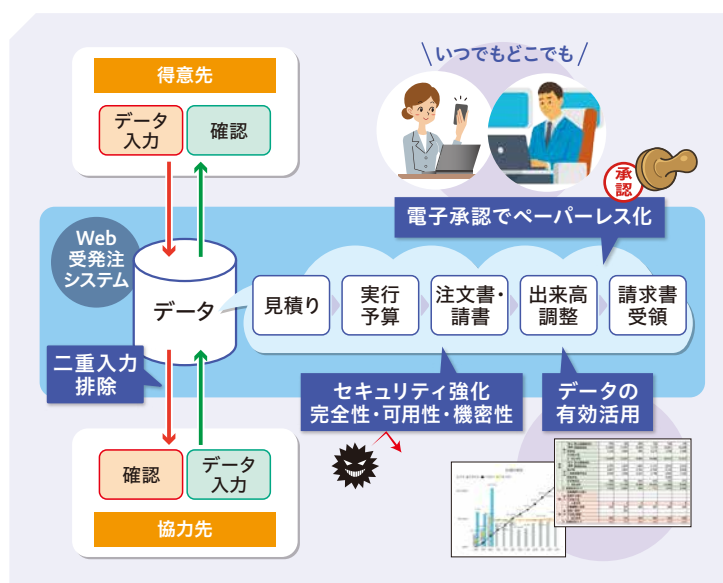 いつでもどこでも
得意先
データ
入力
確認
承
認
電子承認でペーパーレス化
Web
受発注
システム
データ
見積り
実行
予算
注文書・
請書
出来高
調整
請求書
受領
二重入力
排除
セキュリティ強化
完全性・可用性・機密性
データの
有効活用
確認
データ
入力
協力先